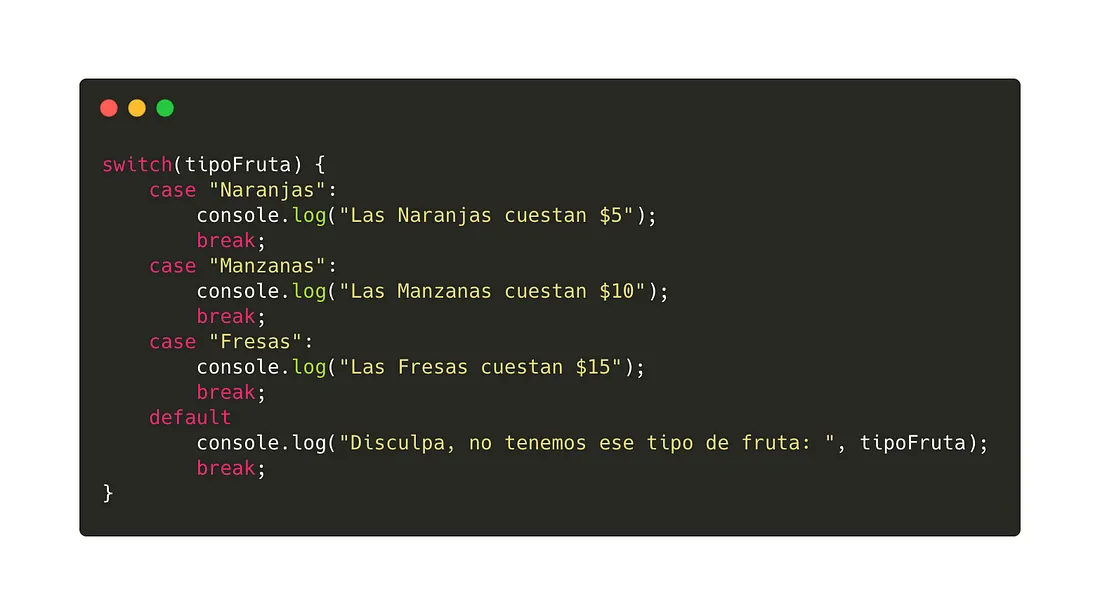 switch(tipoFruta) {
    case "Naranjas":
        console.log("Las Naranjas cuestan $5");
        break;
    case "Manzanas":
        console.log("Las Manzanas cuestan $10");
        break;
    case "Fresas":
        console.log("Las Fresas cuestan $15");
        break;
    default
        console.log("Disculpa, no tenemos ese tipo de fruta: ", tipoFruta);
        break;
}